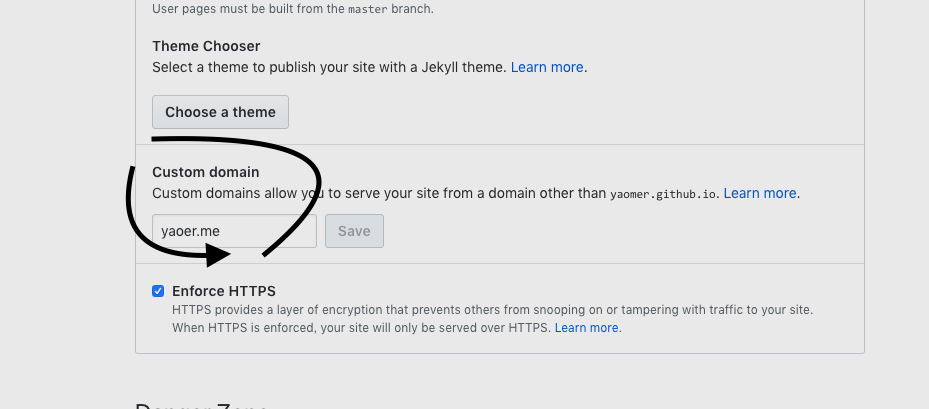 User pages must be built from the master branch.
Theme Chooser
Select a theme to publish your site with a Jekyll theme. Learn more.
Choose a theme
Custom domain
Custom domains allow you to serve your site from a domain other than yaomer.github.io. Learn more.
yaoer.me Save
Enforce HTTPS
HTTPS provides a layer of encryption that prevents others from snooping on or tampering with traffic to your site.
When HTTPS is enforced, your site will only be served over HTTPS. Learn more.
Danger Zone